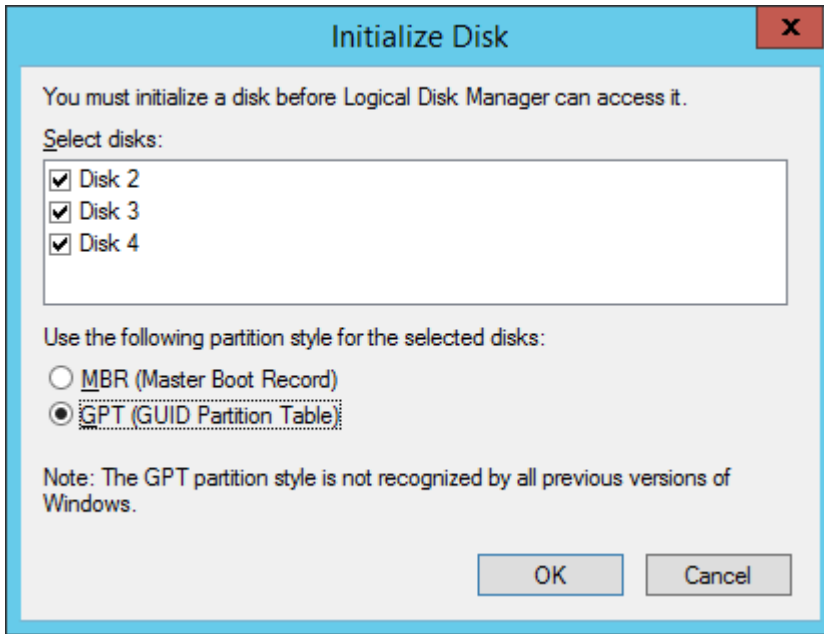 Initialize Disk
x
You must initialize a disk before Logical Disk Manager can access it.
Select disks:
Disk 2
Disk 3
Disk 4
Use the following partition style for the selected disks:
MBR (Master Boot Record)
GPT (GUID Partition Table)
Note: The GPT partition style is not recognized by all previous versions of
Windows.
OK
Cancel